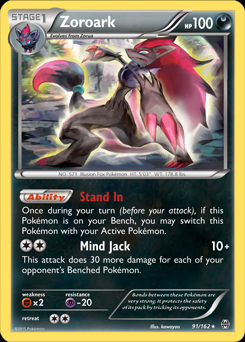 STAGE 1
Zoroark
HP 100
Evolves from Zorua
NO. 571 Illusion Fox Pokémon HT: 5'03" WT: 178.8 lbs.
Ability Stand In
Once during your turn (before your attack), if this
Pokémon is on your Bench, you may switch this
Pokémon with your Active Pokémon.
Mind Jack 10+
This attack does 30 more damage for each of your
opponent's Benched Pokémon.
weakness resistance
×2 -20
retreat
Bonds between these Pokémon are
very strong. It protects the safety
of its pack by tricking its opponents.
Illus. kawayoo 91/162